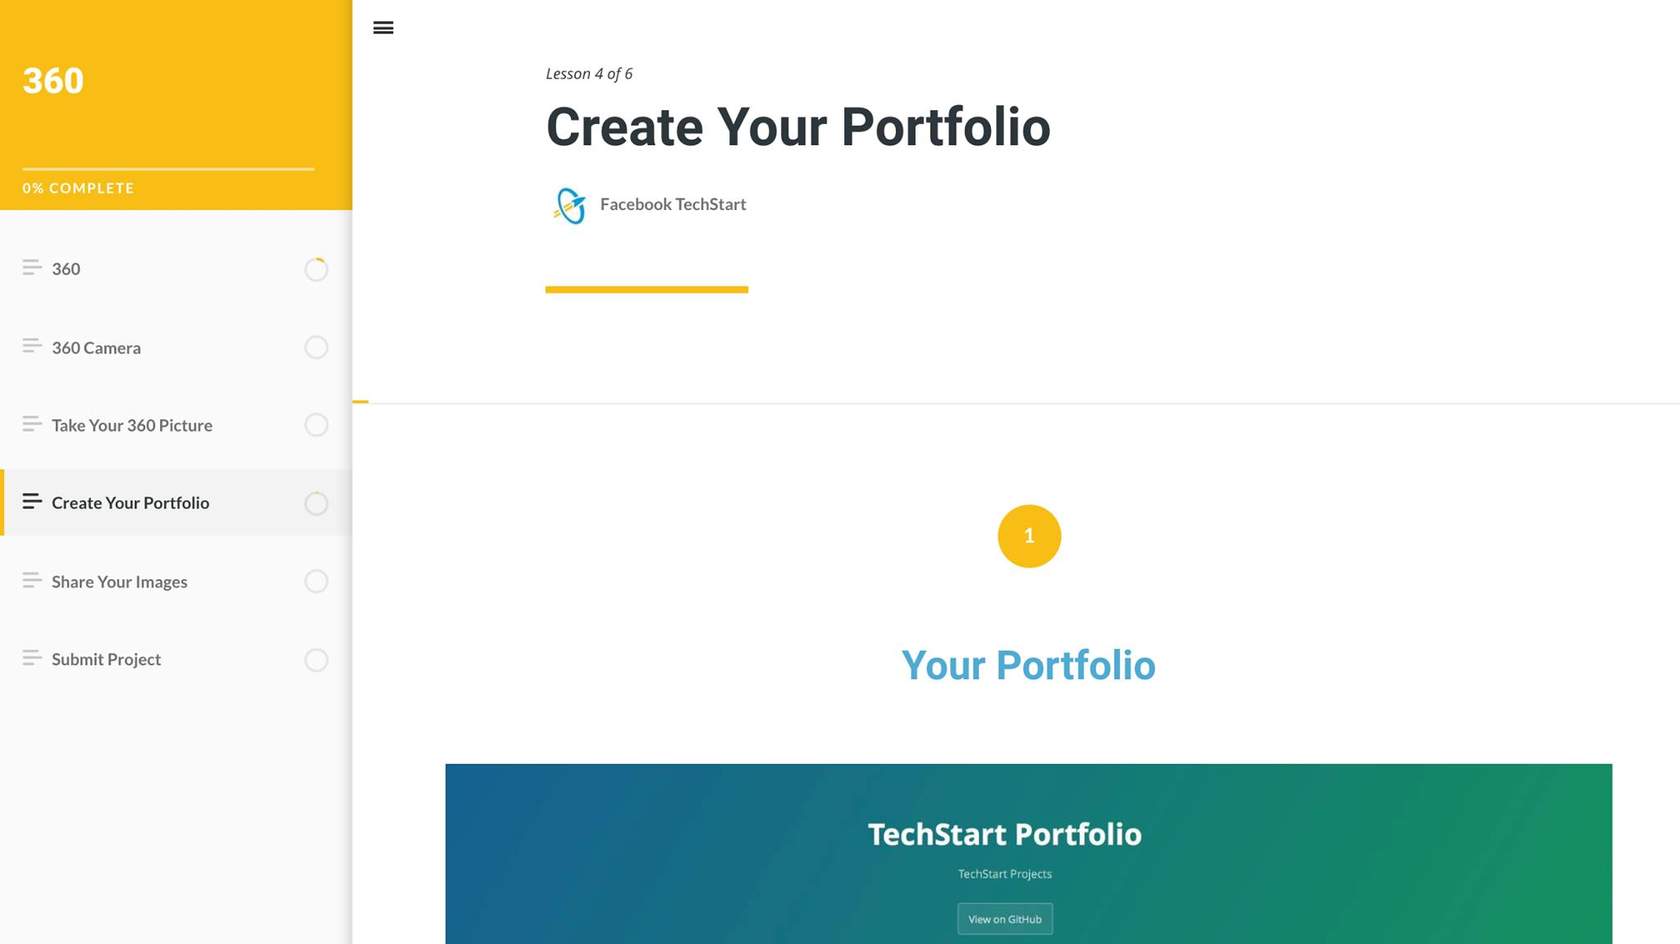 360
0% COMPLETE
360
360 Camera
Take Your 360 Picture
Create Your Portfolio
Share Your Images
Submit Project
Lesson 4 of 6
Create Your Portfolio
Facebook TechStart
1
Your Portfolio
TechStart Portfolio
TechStart Projects
View on GitHub